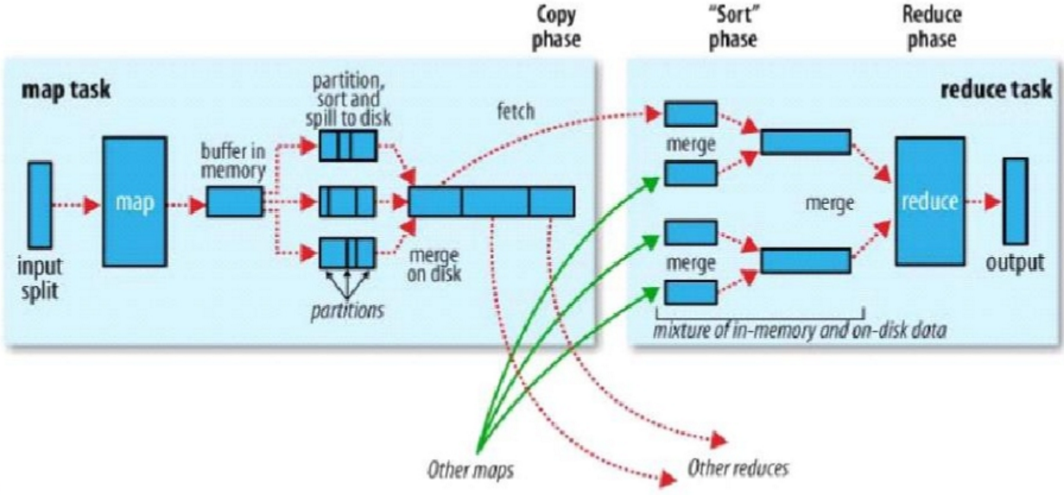 Copy
phase
"Sort"
phase
Reduce
phase
map task
partition,
sort and
spill to disk
fetch
reduce task
buffer in
memory
merge
map
merge
reduce
input
split
merge
on disk
merge
output
partitions
mixture of in-memory and on-disk data
Other maps
Other reduces